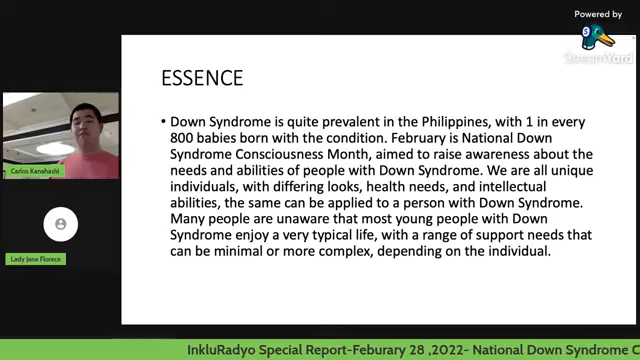 Powered by
StreamYard
ESSENCE
• Down Syndrome is quite prevalent in the Philippines, with 1 in every
800 babies born with the condition. February is National Down
Syndrome Consciousness Month, aimed to raise awareness about the
needs and abilities of people with Down Syndrome. We are all unique
individuals, with differing looks, health needs, and intellectual
abilities, the same can be applied to a person with Down Syndrome.
Many people are unaware that most young people with Down
Syndrome enjoy a very typical life, with a range of support needs that
can be minimal or more complex, depending on the individual.
Carlos Kanahashi
Lady Jane Florece
InkluRadyo Special Report-Feburary 28 ,2022- National Down Syndrome C